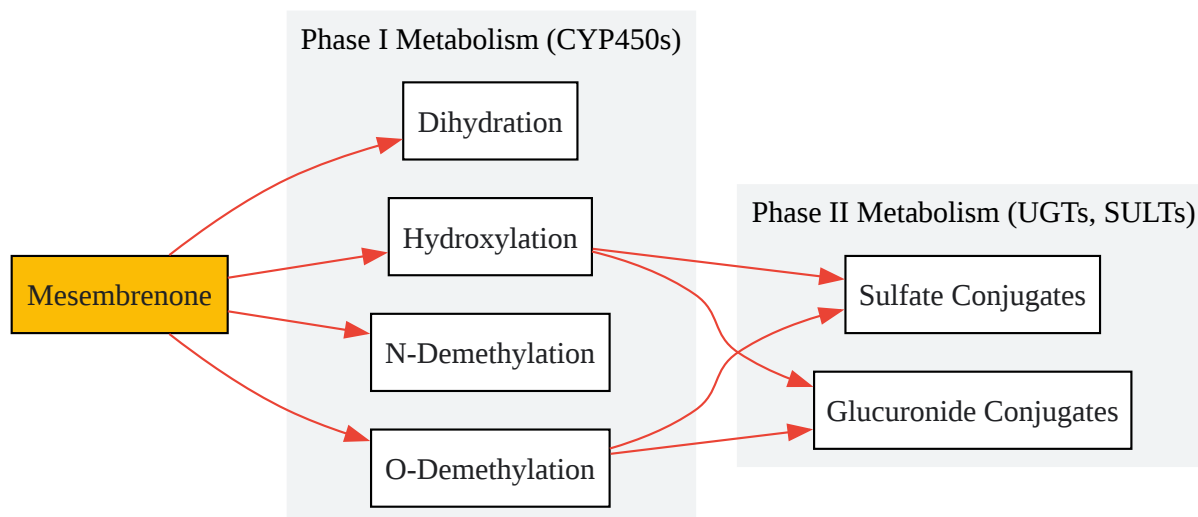 Phase I Metabolism (CYP450s)
Dihydration
Hydroxylation
Mesembrenone
N-Demethylation
O-Demethylation
Phase II Metabolism (UGTs, SULTs)
Sulfate Conjugates
Glucuronide Conjugates